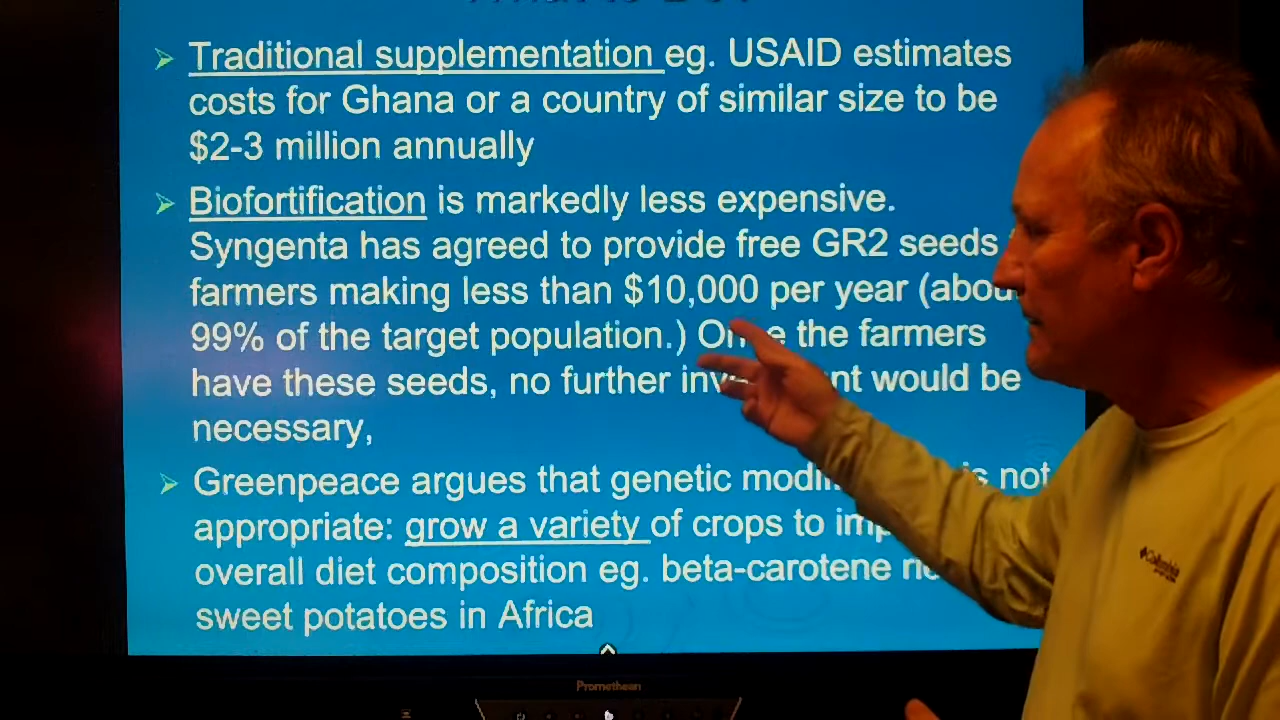 Traditional supplementation eg. USAID estimates
costs for Ghana or a country of similar size to be
$2-3 million annually
Biofortification is markedly less expensive.
Syngenta has agreed to provide free GR2 seeds
farmers making less than $10,000 per year
99% of the target population.) the farmers
have these seeds, no further would be
necessary,
Greenpeace argues that genetic is not
appropriate: grow a variety of crops to
overall diet composition eg. beta-carotene
sweet potatoes in Africa
Columbia
Promethean